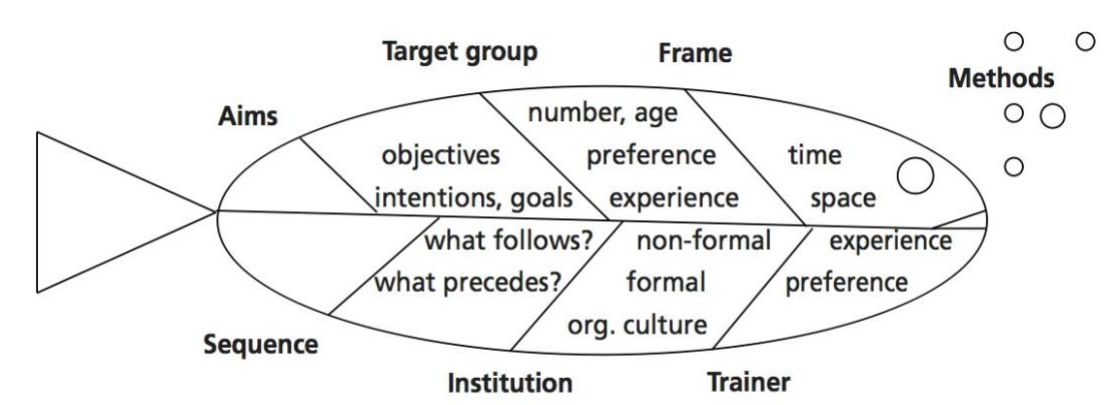 Target group
Frame
Methods
Aims
number, age
objectives
preference
time
intentions, goals
experience
space
what follows?
non-formal
experience
what precedes?
formal
preference
org. culture
Sequence
Institution
Trainer